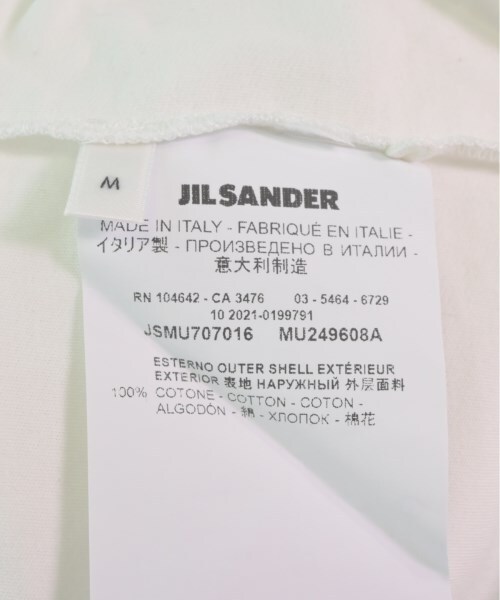 M
JIL SANDER
MADE IN ITALY - FABRIQUÉ EN ITALIE -
イタリア製 - ПРОИЗВЕДЕНО В ИТАЛИИ -
意大利制造
RN 104642 - CA 3476 03 - 5464 - 6729
10 2021-0199791
JSMU707016 MU249608A
ESTERNO OUTER SHELL EXTÉRIEUR
EXTERIOR 表地 НАРУЖНЫЙ 外层面料
100% COTONE - COTTON - COTON -
ALGODÓN - 綿 - ХЛОПОК - 棉花